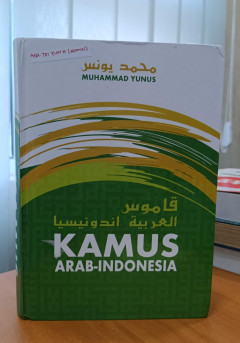 محمد يونس
MUHAMMAD YUNUS
قاموس
العربية اندونيسيا
KAMUS
ARAB-INDONESIA